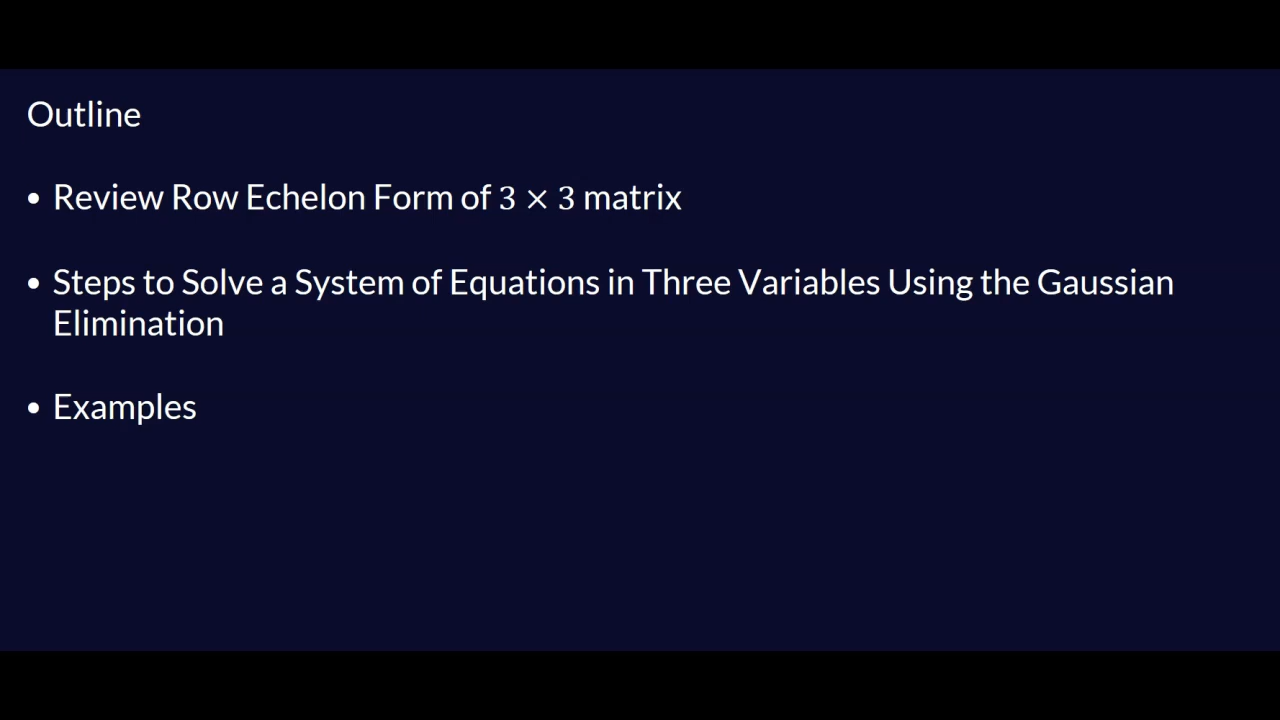 Outline
• Review Row Echelon Form of 3 × 3 matrix
• Steps to Solve a System of Equations in Three Variables Using the Gaussian
Elimination
• Examples